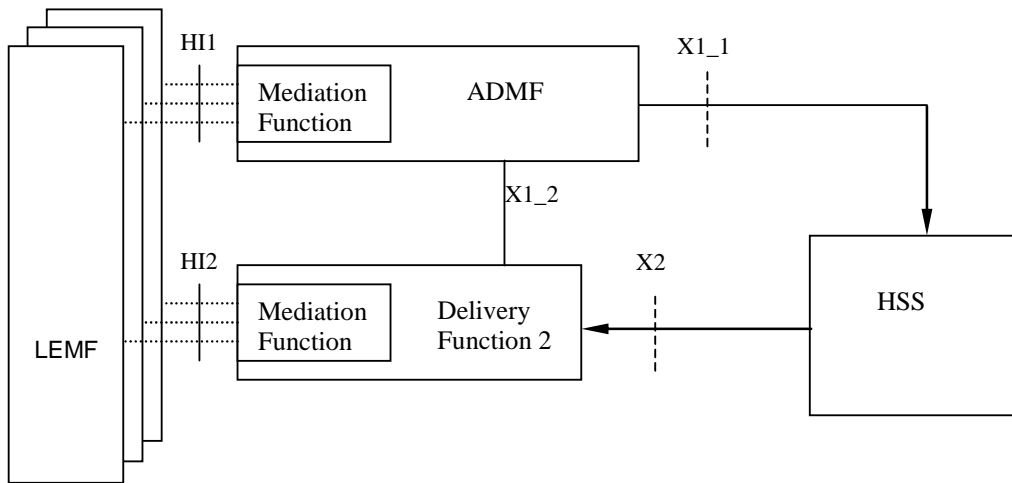 HI1
X1_1
Mediation
Function
ADMF
X1_2
HI2
X2
Mediation
Function
Delivery
Function 2
HSS
LEMF